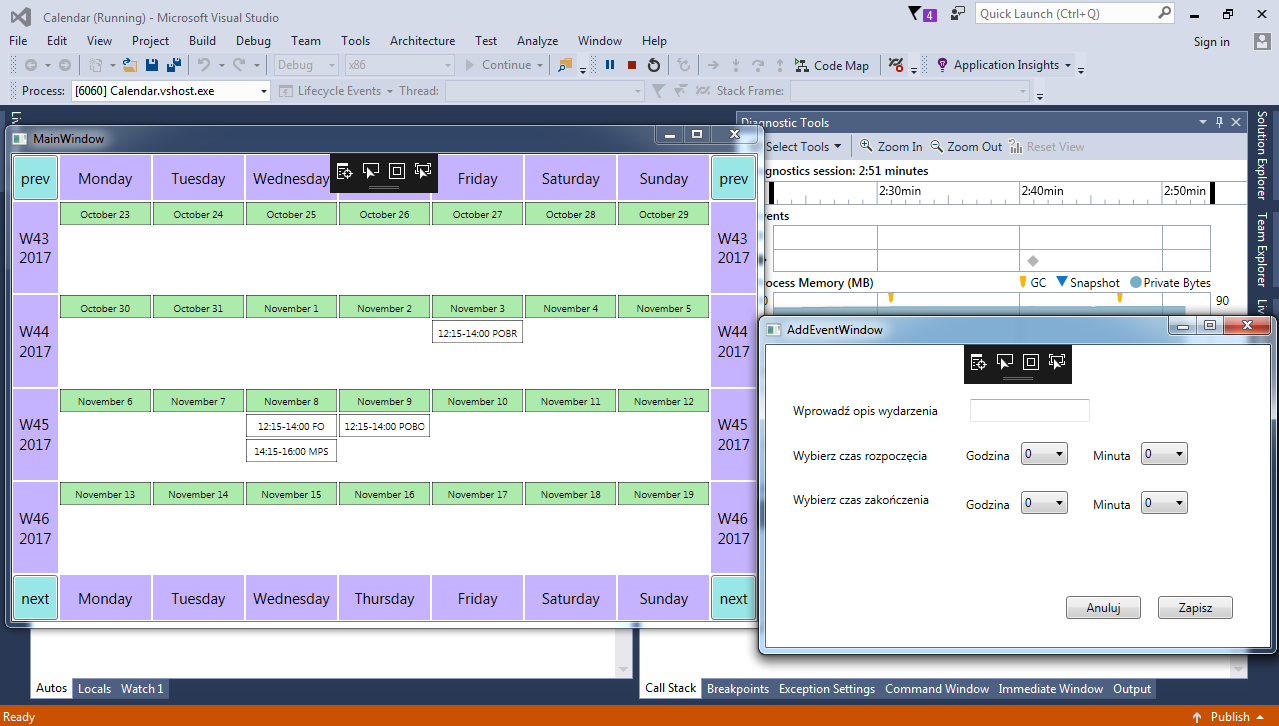 Calendar (Running) - Microsoft Visual Studio
4
Quick Launch (Ctrl+Q)
File Edit View Project Build Debug Team Tools Architecture Test Analyze Window Help
Sign in
Debug x86 Continue Code Map Application Insights
Process: [6060] Calendar.vshost.exe Lifecycle Events Thread: Stack Frame:
MainWindow
prev Monday Tuesday Wednesday Friday Saturday Sunday prev
W43 2017 October 23 October 24 October 25 October 26 October 27 October 28 October 29 W43 2017
W44 2017 October 30 October 31 November 1 November 2 November 3 November 4 November 5 W44 2017
12:15-14:00 POBR
W45 2017 November 6 November 7 November 8 November 9 November 10 November 11 November 12 W45 2017
12:15-14:00 FO 12:15-14:00 POBO
14:15-16:00 MPS
W46 2017 November 13 November 14 November 15 November 16 November 17 November 18 November 19 W46 2017
next Monday Tuesday Wednesday Thursday Friday Saturday Sunday next
Diagnostic Tools
Select Tools Zoom In Zoom Out Reset View
gnostics session: 2:51 minutes
2:30min 2:40min 2:50min
ents
ocess Memory (MB) GC Snapshot Private Bytes
0 90
Solution Explorer
Team Explorer
AddEventWindow
Wprowadź opis wydarzenia
Wybierz czas rozpoczęcia Godzina 0 Minuta 0
Wybierz czas zakończenia Godzina 0 Minuta 0
Anuluj Zapisz
Autos Locals Watch 1
Call Stack Breakpoints Exception Settings Command Window Immediate Window Output
Ready
Publish